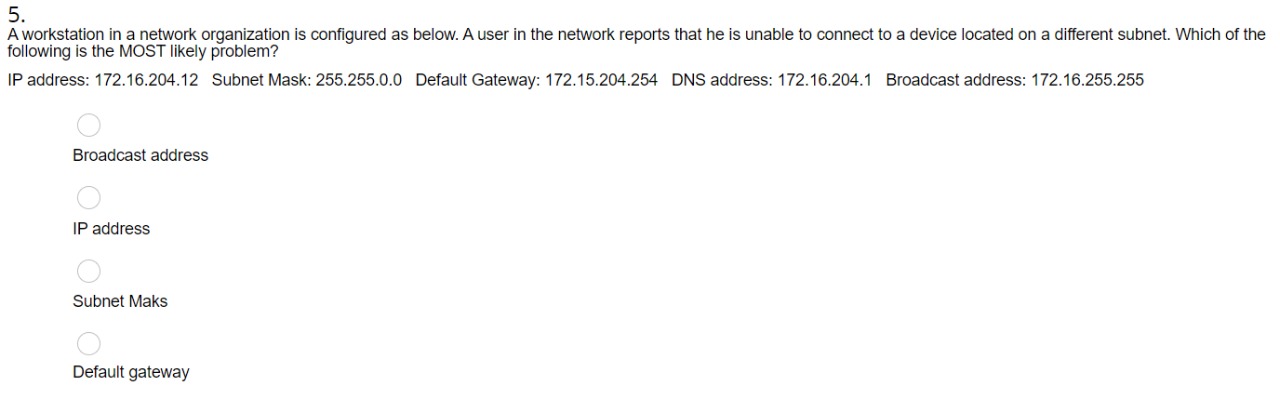 5.
A workstation in a network organization is configured as below. A user in the network reports that he is unable to connect to a device located on a different subnet. Which of the
following is the MOST likely problem?
IP address: 172.16.204.12 Subnet Mask: 255.255.0.0 Default Gateway: 172.15.204.254 DNS address: 172.16.204.1 Broadcast address: 172.16.255.255
Broadcast address
IP address
Subnet Maks
Default gateway